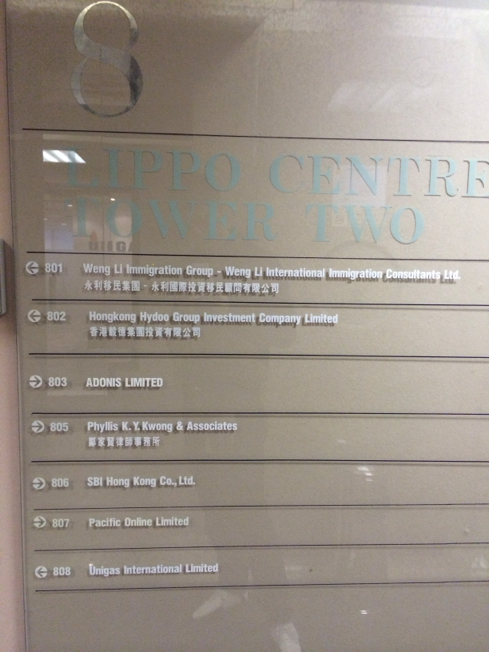 8
LIPPO CENTRE
TOWER TWO
801 Weng Li Immigration Group - Weng Li International Immigration Consultants Ltd.
永利移民集團 - 永利國際投資移民顧問有限公司
802 Hongkong Hydoo Group Investment Company Limited
香港毅德集團投資有限公司
803 ADONIS LIMITED
805 Phyllis K. Y. Kwong & Associates
鄺家賢律師事務所
806 SBI Hong Kong Co., Ltd.
807 Pacific Online Limited
808 Unigas International Limited